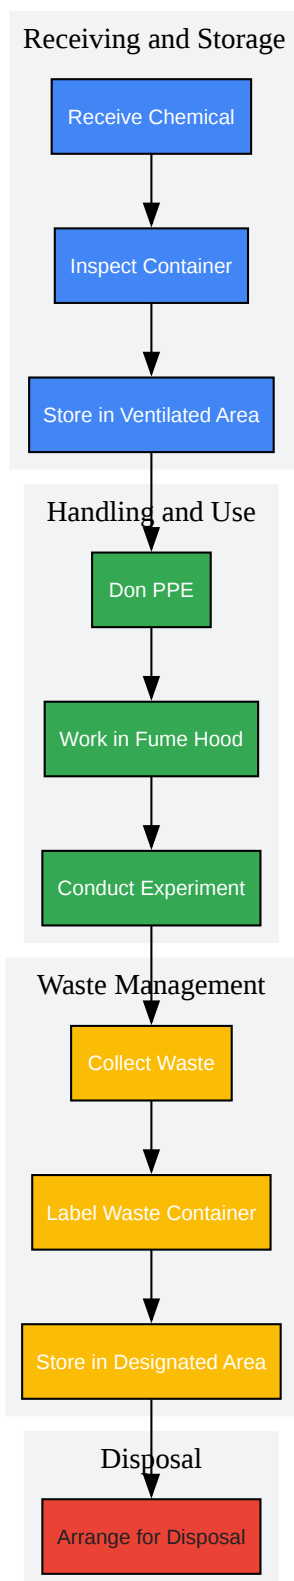 Receiving and Storage
Receive Chemical
Inspect Container
Store in Ventilated Area
Handling and Use
Don PPE
Work in Fume Hood
Conduct Experiment
Waste Management
Collect Waste
Label Waste Container
Store in Designated Area
Disposal
Arrange for Disposal